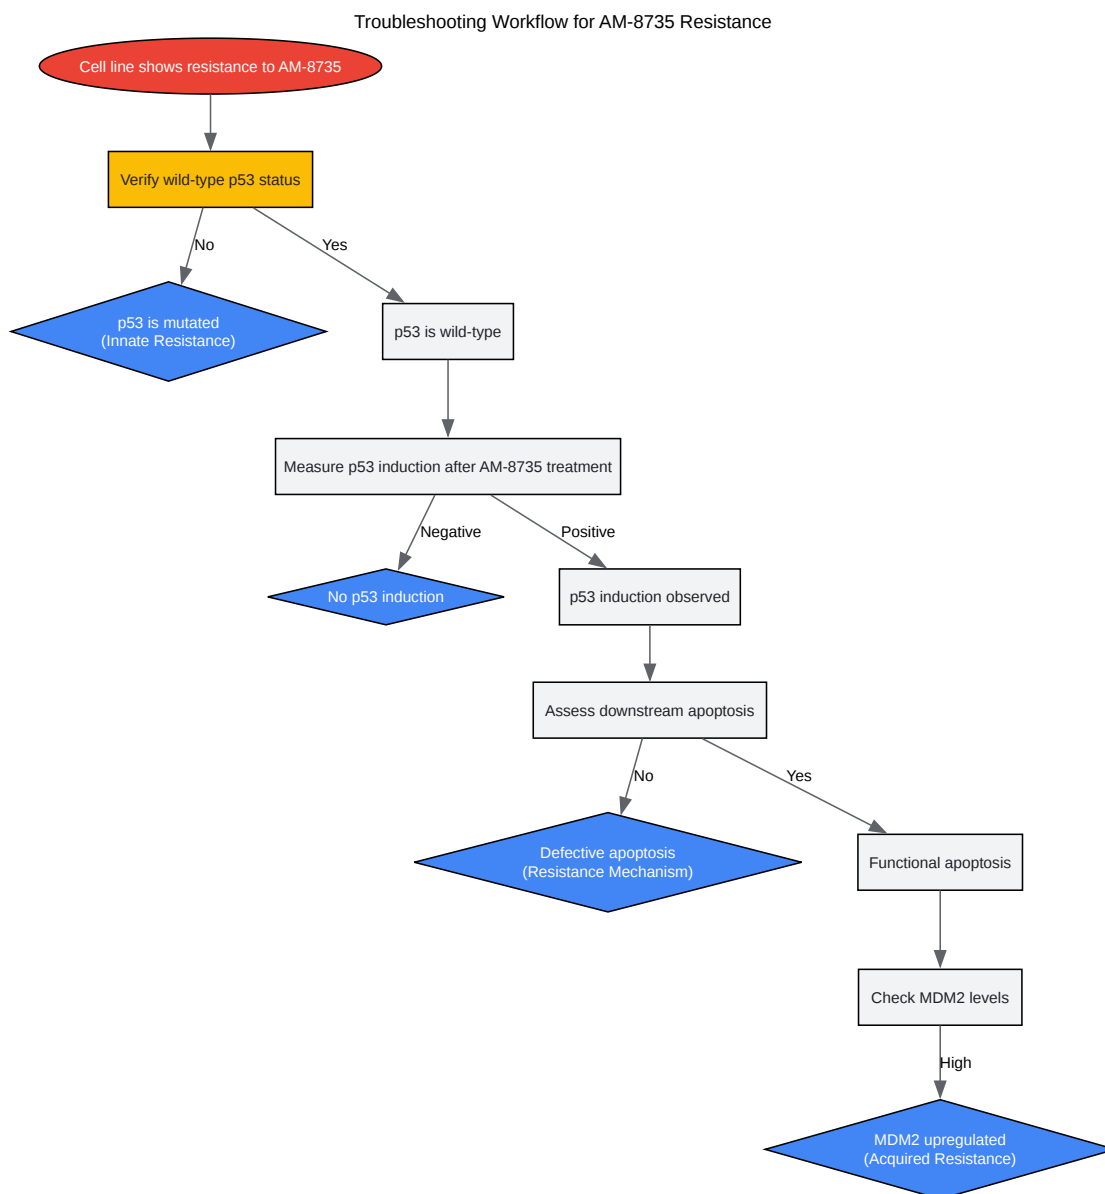 Troubleshooting Workflow for AM-8735 Resistance
Cell line shows resistance to AM-8735
Verify wild-type p53 status
No
Yes
p53 is mutated
(Innate Resistance)
p53 is wild-type
Measure p53 induction after AM-8735 treatment
Negative
Positive
No p53 induction
p53 induction observed
Assess downstream apoptosis
No
Yes
Defective apoptosis
(Resistance Mechanism)
Functional apoptosis
Check MDM2 levels
High
MDM2 upregulated
(Acquired Resistance)